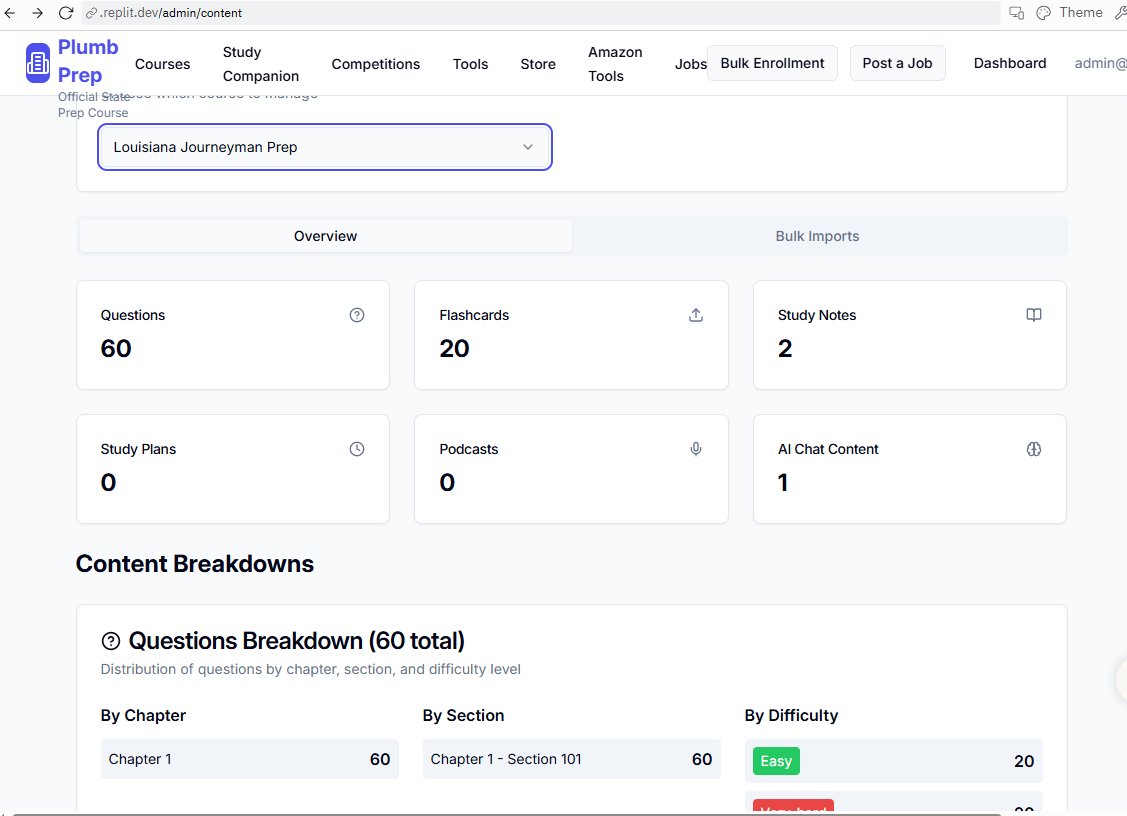 .replit.dev/admin/content
Theme
Plumb
Prep
Official State
Prep Course
Courses
Study
Companion
Competitions
Tools
Store
Amazon
Tools
Jobs
Bulk Enrollment
Post a Job
Dashboard
admin@
which course to manage
Louisiana Journeyman Prep
Overview
Bulk Imports
Questions
60
Flashcards
20
Study Notes
2
Study Plans
0
Podcasts
0
AI Chat Content
1
Content Breakdowns
Questions Breakdown (60 total)
Distribution of questions by chapter, section, and difficulty level
By Chapter
By Section
By Difficulty
Chapter 1 60
Chapter 1 - Section 101 60
Easy 20